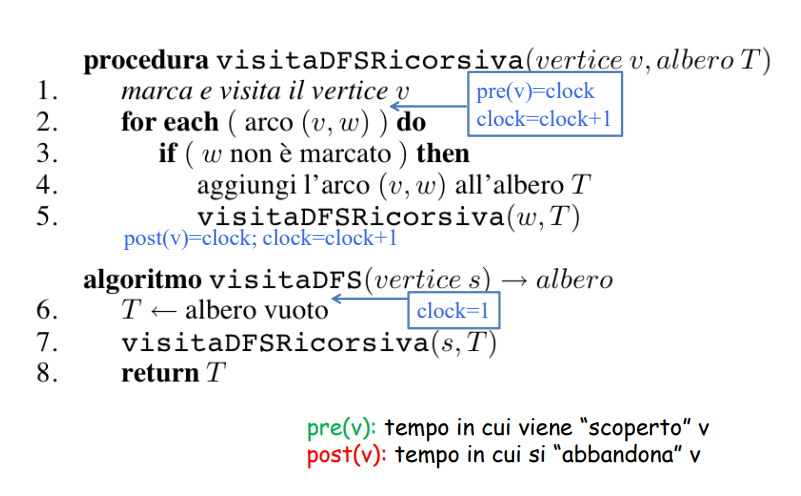 procedura visitaDFSRicorsiva(vertice v, albero T)
1. marca e visita il vertice v
pre(v)=clock
clock=clock+1
2. for each ( arco (v, w) ) do
3. if ( w non è marcato ) then
4. aggiungi l'arco (v, w) all'albero T
5. visitaDFSRicorsiva(w, T)
post(v)=clock; clock=clock+1
algoritmo visitaDFS(vertice s) → albero
6. T ← albero vuoto
clock=1
7. visitaDFSRicorsiva(s, T)
8. return T
pre(v): tempo in cui viene “scoperto” v
post(v): tempo in cui si “abbandona” v